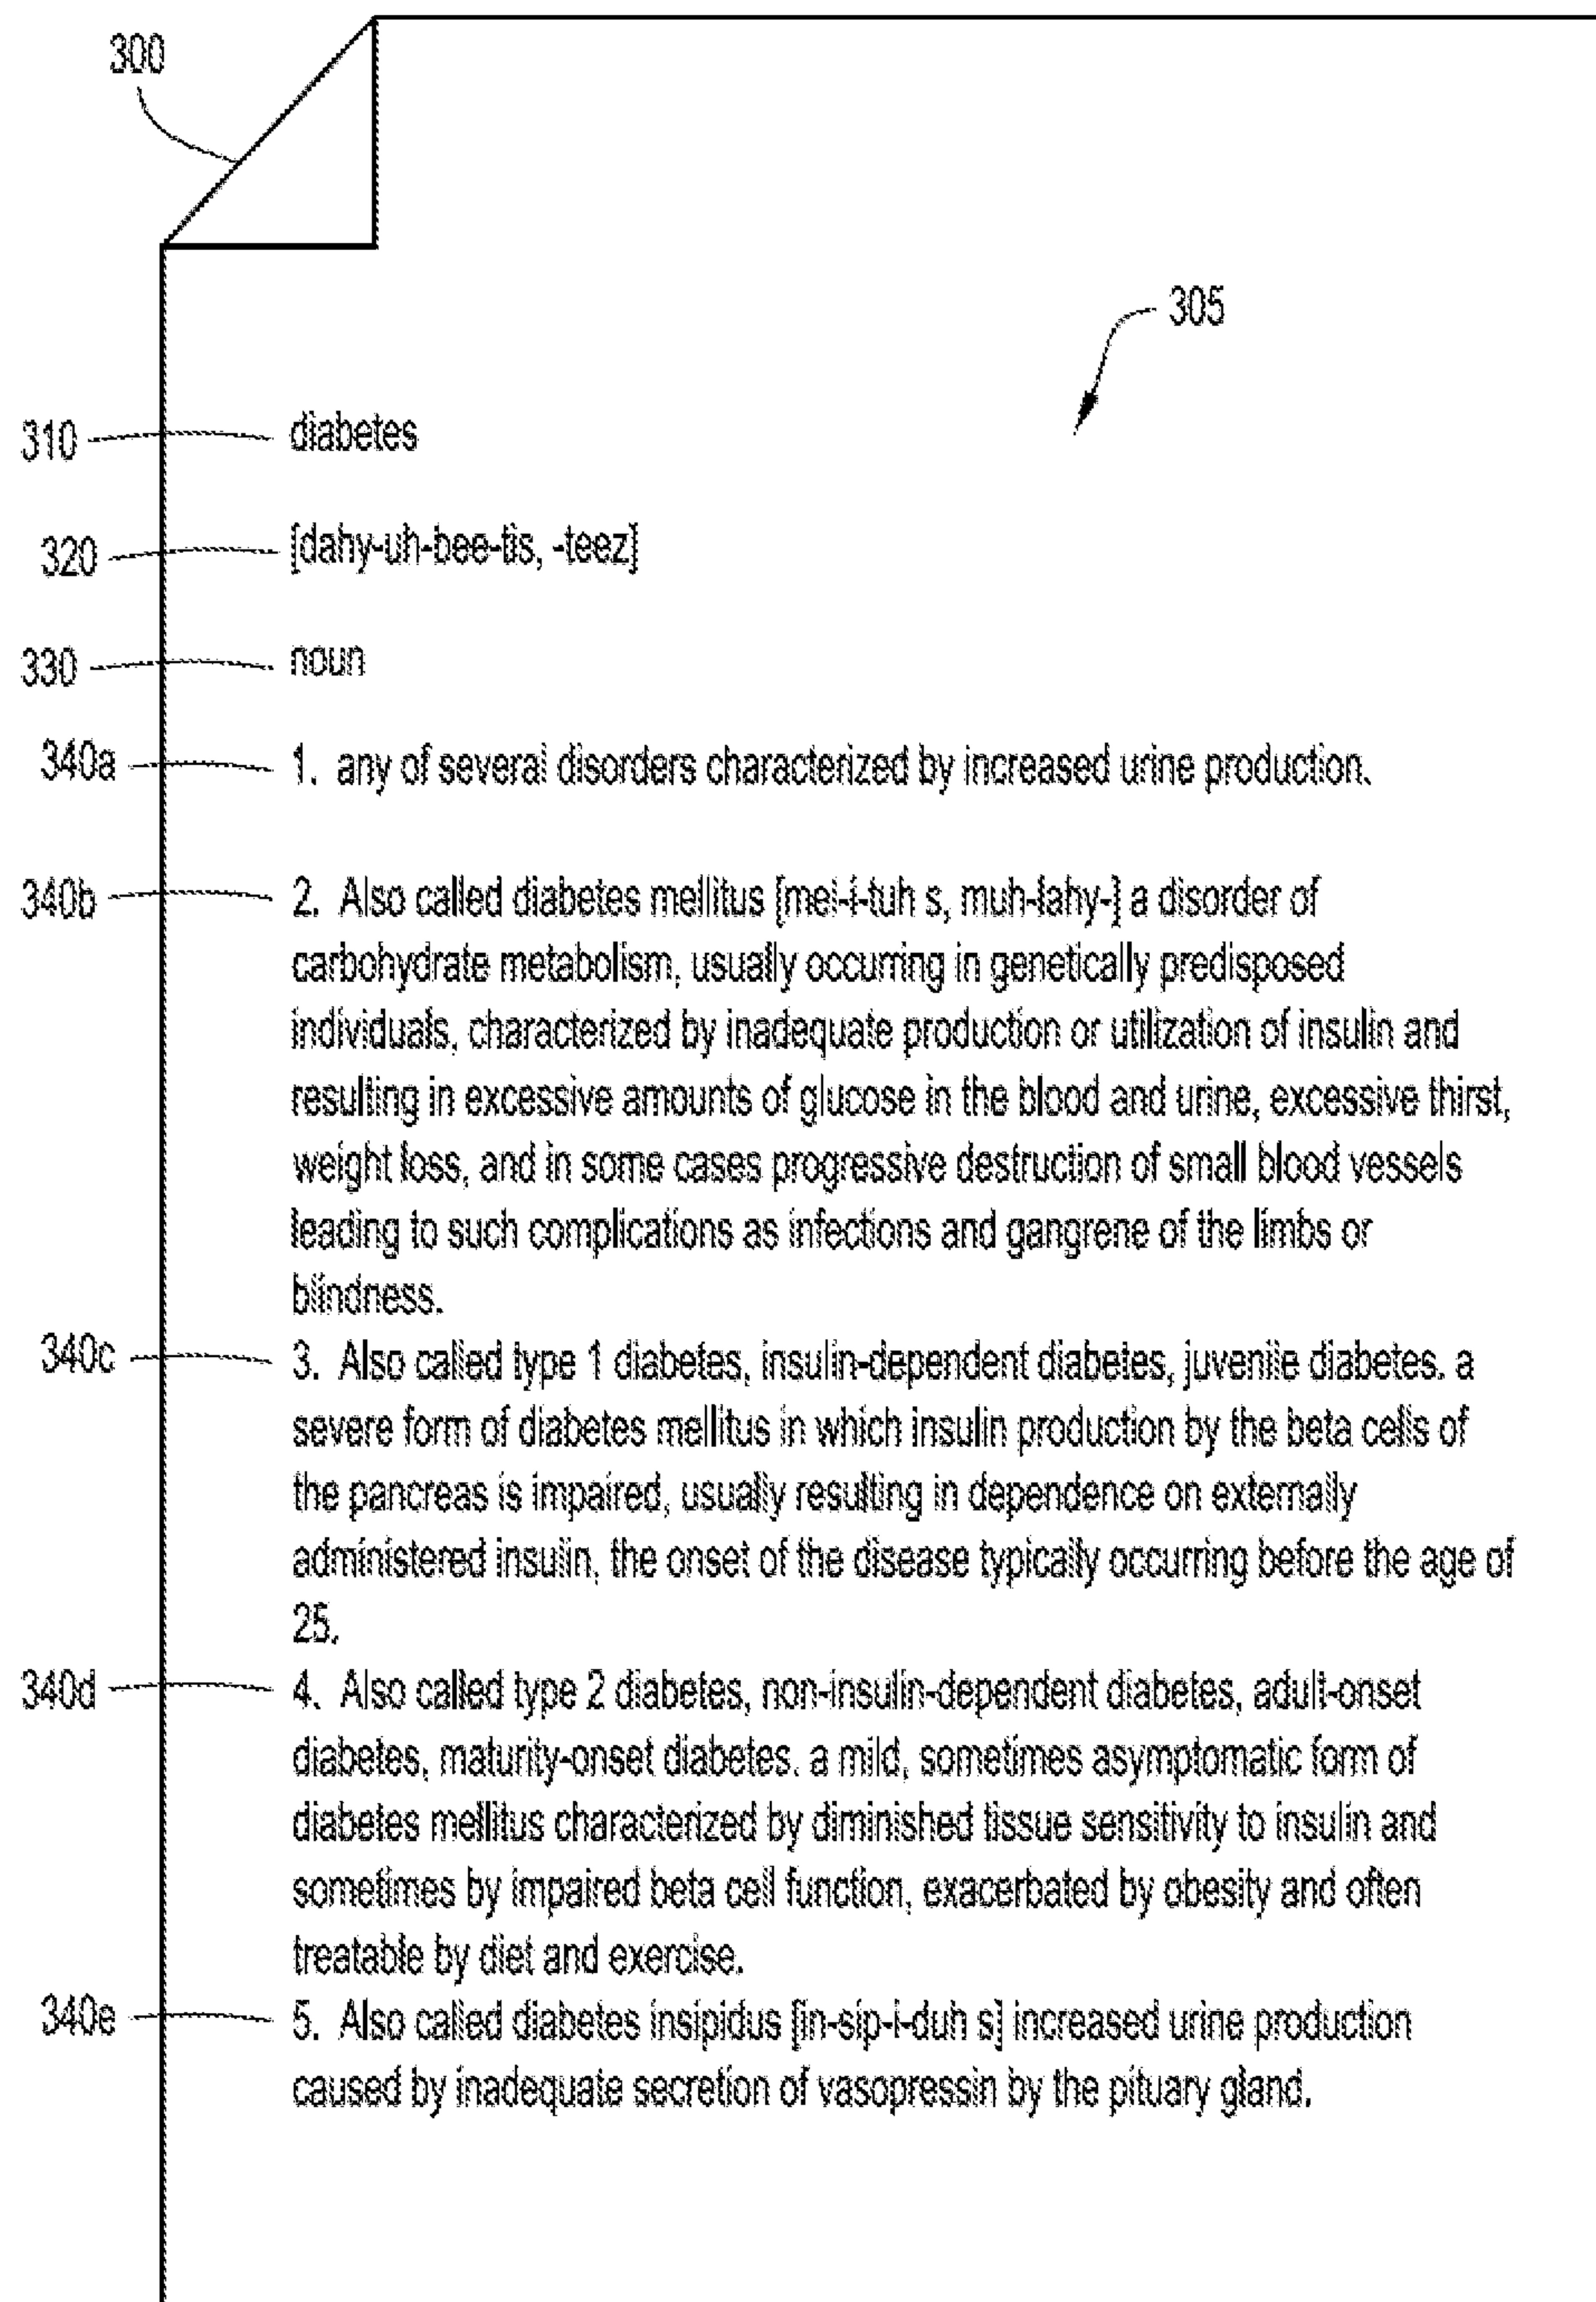 300
305
310 diabetes
320 [dahy-uh-bee-tis, -teez]
330 noun
340a 1. any of several disorders characterized by increased urine production.
340b 2. Also called diabetes mellitus [mel-i-tuh s, muh-lahy-] a disorder of
carbohydrate metabolism, usually occurring in genetically predisposed
individuals, characterized by inadequate production or utilization of insulin and
resulting in excessive amounts of glucose in the blood and urine, excessive thirst,
weight loss, and in some cases progressive destruction of small blood vessels
leading to such complications as infections and gangrene of the limbs or
blindness.
340c 3. Also called type 1 diabetes, insulin-dependent diabetes, juvenile diabetes. a
severe form of diabetes mellitus in which insulin production by the beta cells of
the pancreas is impaired, usually resulting in dependence on externally
administered insulin, the onset of the disease typically occurring before the age of
25.
340d 4. Also called type 2 diabetes, non-insulin-dependent diabetes, adult-onset
diabetes, maturity-onset diabetes. a mild, sometimes asymptomatic form of
diabetes mellitus characterized by diminished tissue sensitivity to insulin and
sometimes by impaired beta cell function, exacerbated by obesity and often
treatable by diet and exercise.
340e 5. Also called diabetes insipidus [in-sip-i-duh s] increased urine production
caused by inadequate secretion of vasopressin by the pituary gland.